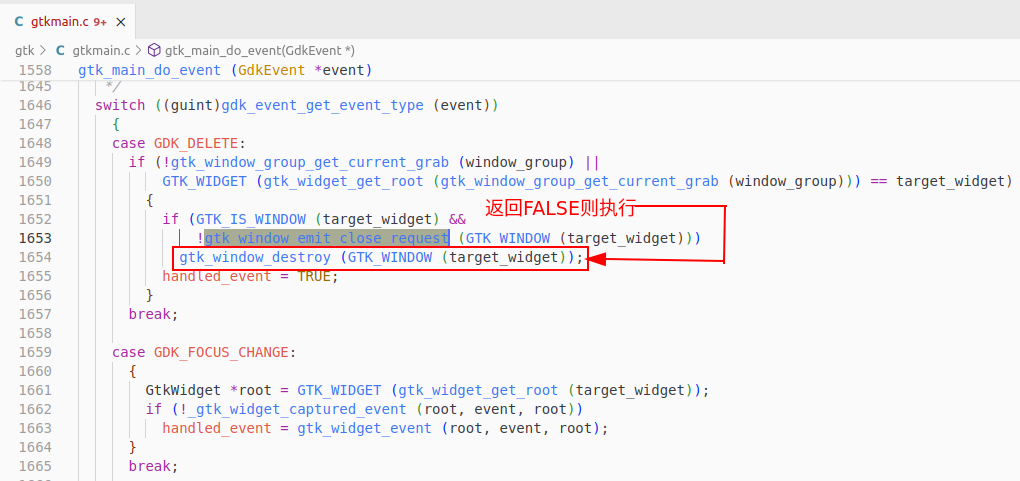 C gtkmain.c 9+ ×
gtk > C gtkmain.c > gtk_main_do_event(GdkEvent *)
1558 gtk_main_do_event (GdkEvent *event)
1645 */
1646 switch ((guint)gdk_event_get_event_type (event))
1647 {
1648 case GDK_DELETE:
1649 if (!gtk_window_group_get_current_grab (window_group) ||
1650 GTK_WIDGET (gtk_widget_get_root (gtk_window_group_get_current_grab (window_group))) == target_widget)
1651 {
返回FALSE则执行
1652 if (GTK_IS_WINDOW (target_widget) &&
1653 !gtk_window_emit_close_request (GTK_WINDOW (target_widget)))
1654 gtk_window_destroy (GTK_WINDOW (target_widget));
1655 handled_event = TRUE;
1656 }
1657 break;
1658
1659 case GDK_FOCUS_CHANGE:
1660 {
1661 GtkWidget *root = GTK_WIDGET (gtk_widget_get_root (target_widget));
1662 if (!_gtk_widget_captured_event (root, event, root))
1663 handled_event = gtk_widget_event (root, event, root);
1664 }
1665 break;